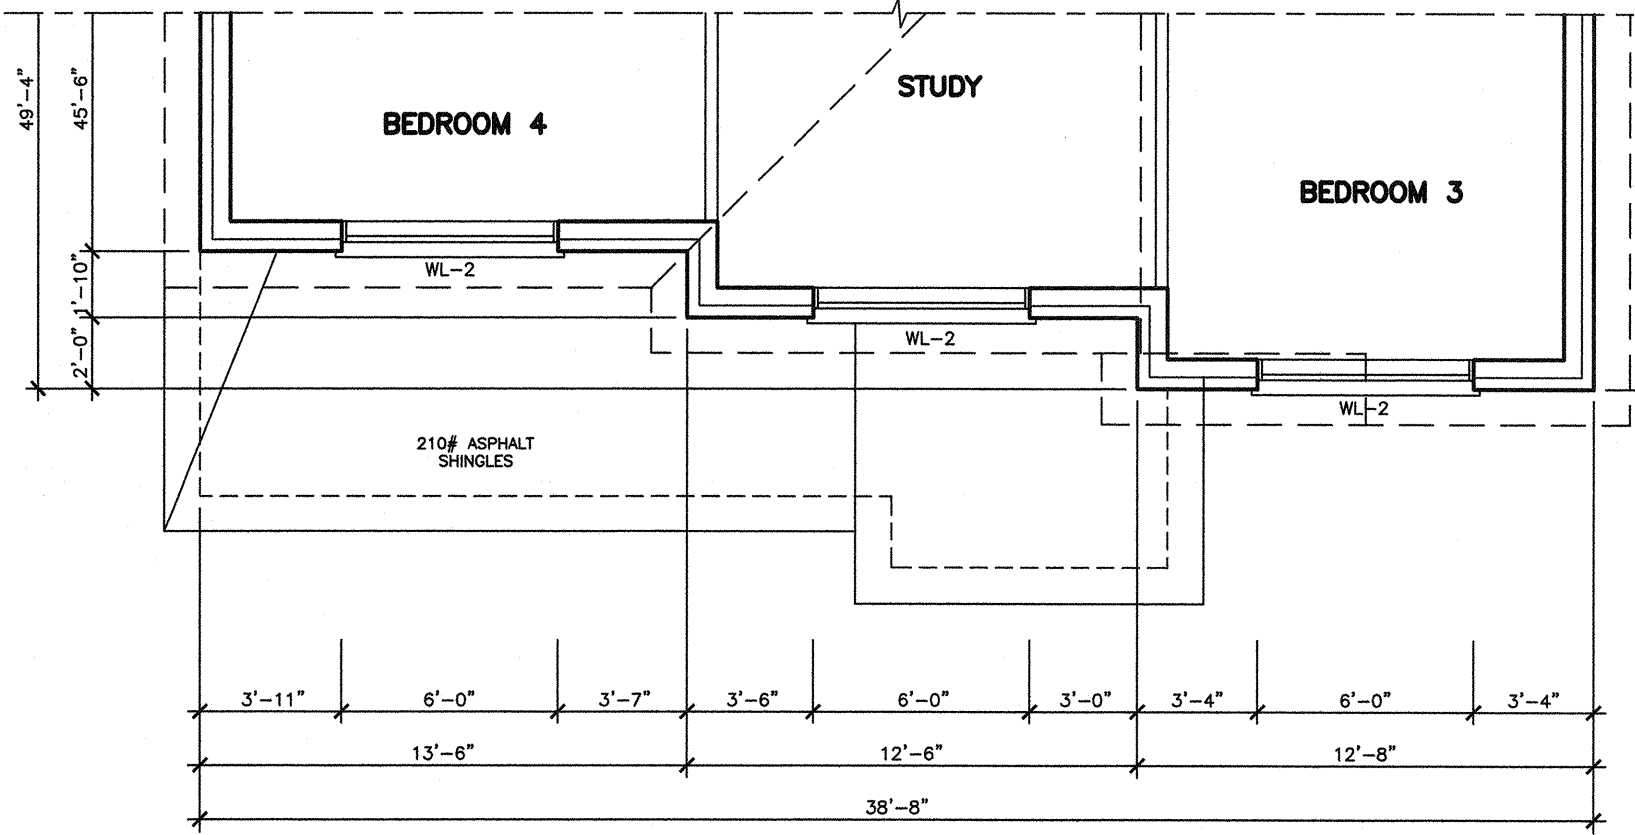 49'-4"
45'-6"
STUDY
BEDROOM 4
BEDROOM 3
1'-10"
WL-2
2'-0"
WL-2
WL-2
210# ASPHALT
SHINGLES
3'-11" 6'-0" 3'-7" 3'-6" 6'-0" 3'-0" 3'-4" 6'-0" 3'-4"
13'-6" 12'-6" 12'-8"
38'-8"